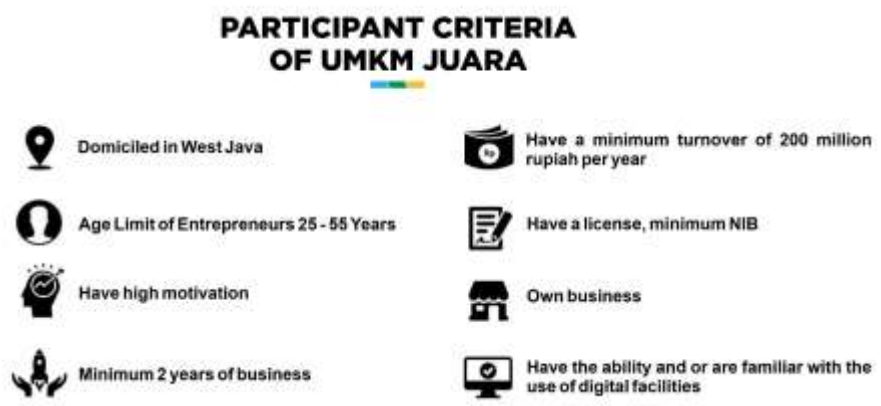 PARTICIPANT CRITERIA
OF UMKM JUARA
Domiciled in West Java
Age Limit of Entrepreneurs 25 - 55 Years
Have high motivation
Minimum 2 years of business
Rp
Have a minimum turnover of 200 million
rupiah per year
Have a license, minimum NIB
Own business
Have the ability and or are familiar with the
use of digital facilities